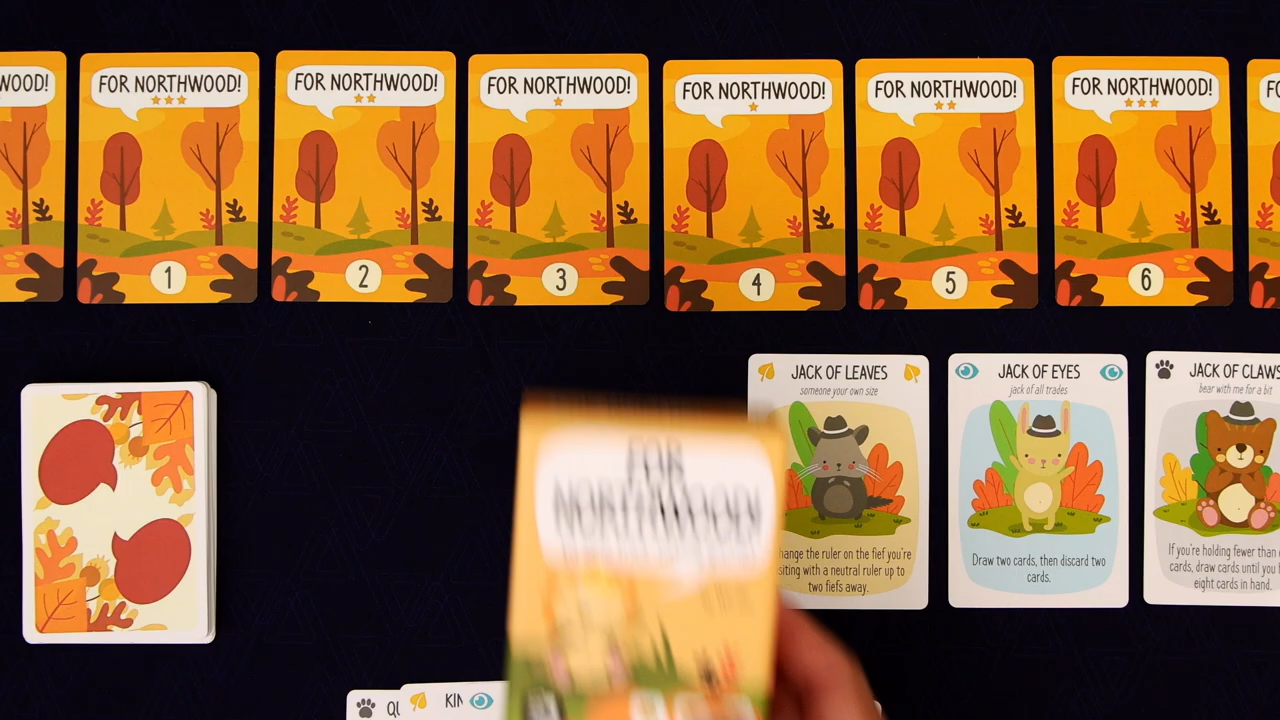 WOOD!
FOR NORTHWOOD!
1
FOR NORTHWOOD!
2
FOR NORTHWOOD!
3
FOR NORTHWOOD!
4
FOR NORTHWOOD!
5
FOR NORTHWOOD!
6
FO
JACK OF LEAVES
someone your own size
hange the ruler on the fief you're
siting with a neutral ruler up to
two fiefs away.
JACK OF EYES
jack of all trades
Draw two cards, then discard two
cards.
JACK OF CLAWS
bear with me for a bit
If you're holding fewer than
cards, draw cards until you
eight cards in hand.
FOR
NORTHWOOD!
QU
KIN